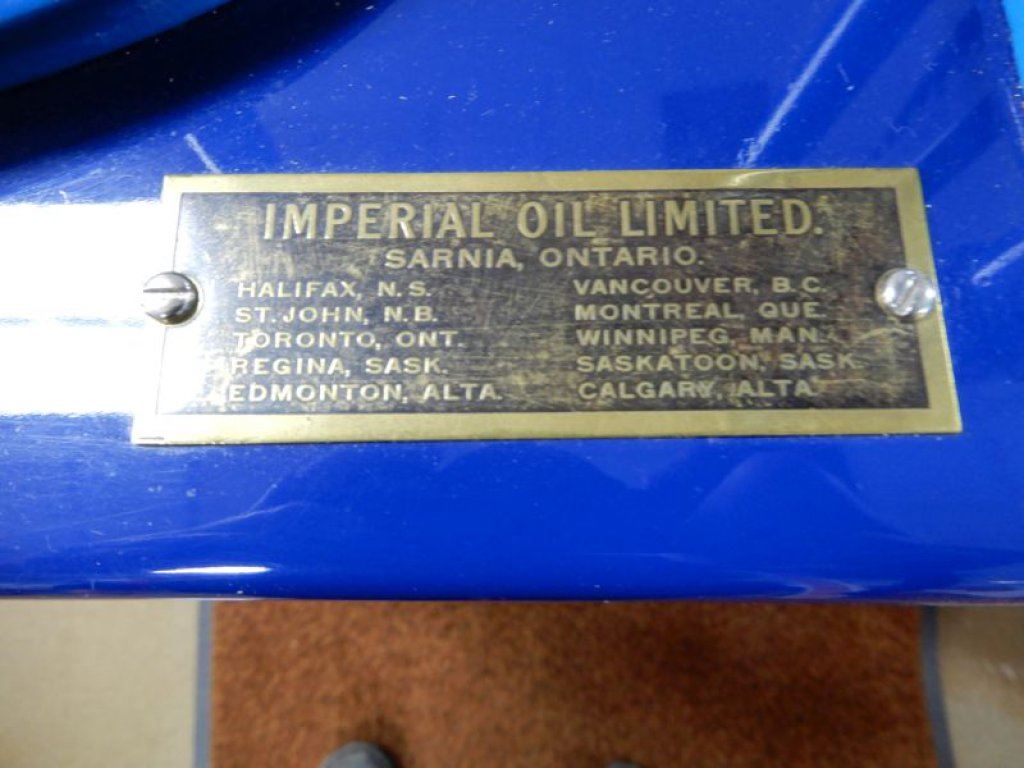 IMPERIAL OIL LIMITED.
SARNIA, ONTARIO.
HALIFAX, N.S. VANCOUVER, B.C.
ST. JOHN, N.B. MONTREAL, QUE.
TORONTO, ONT. WINNIPEG, MAN.
REGINA, SASK. SASKATOON, SASK.
EDMONTON, ALTA. CALGARY, ALTA.